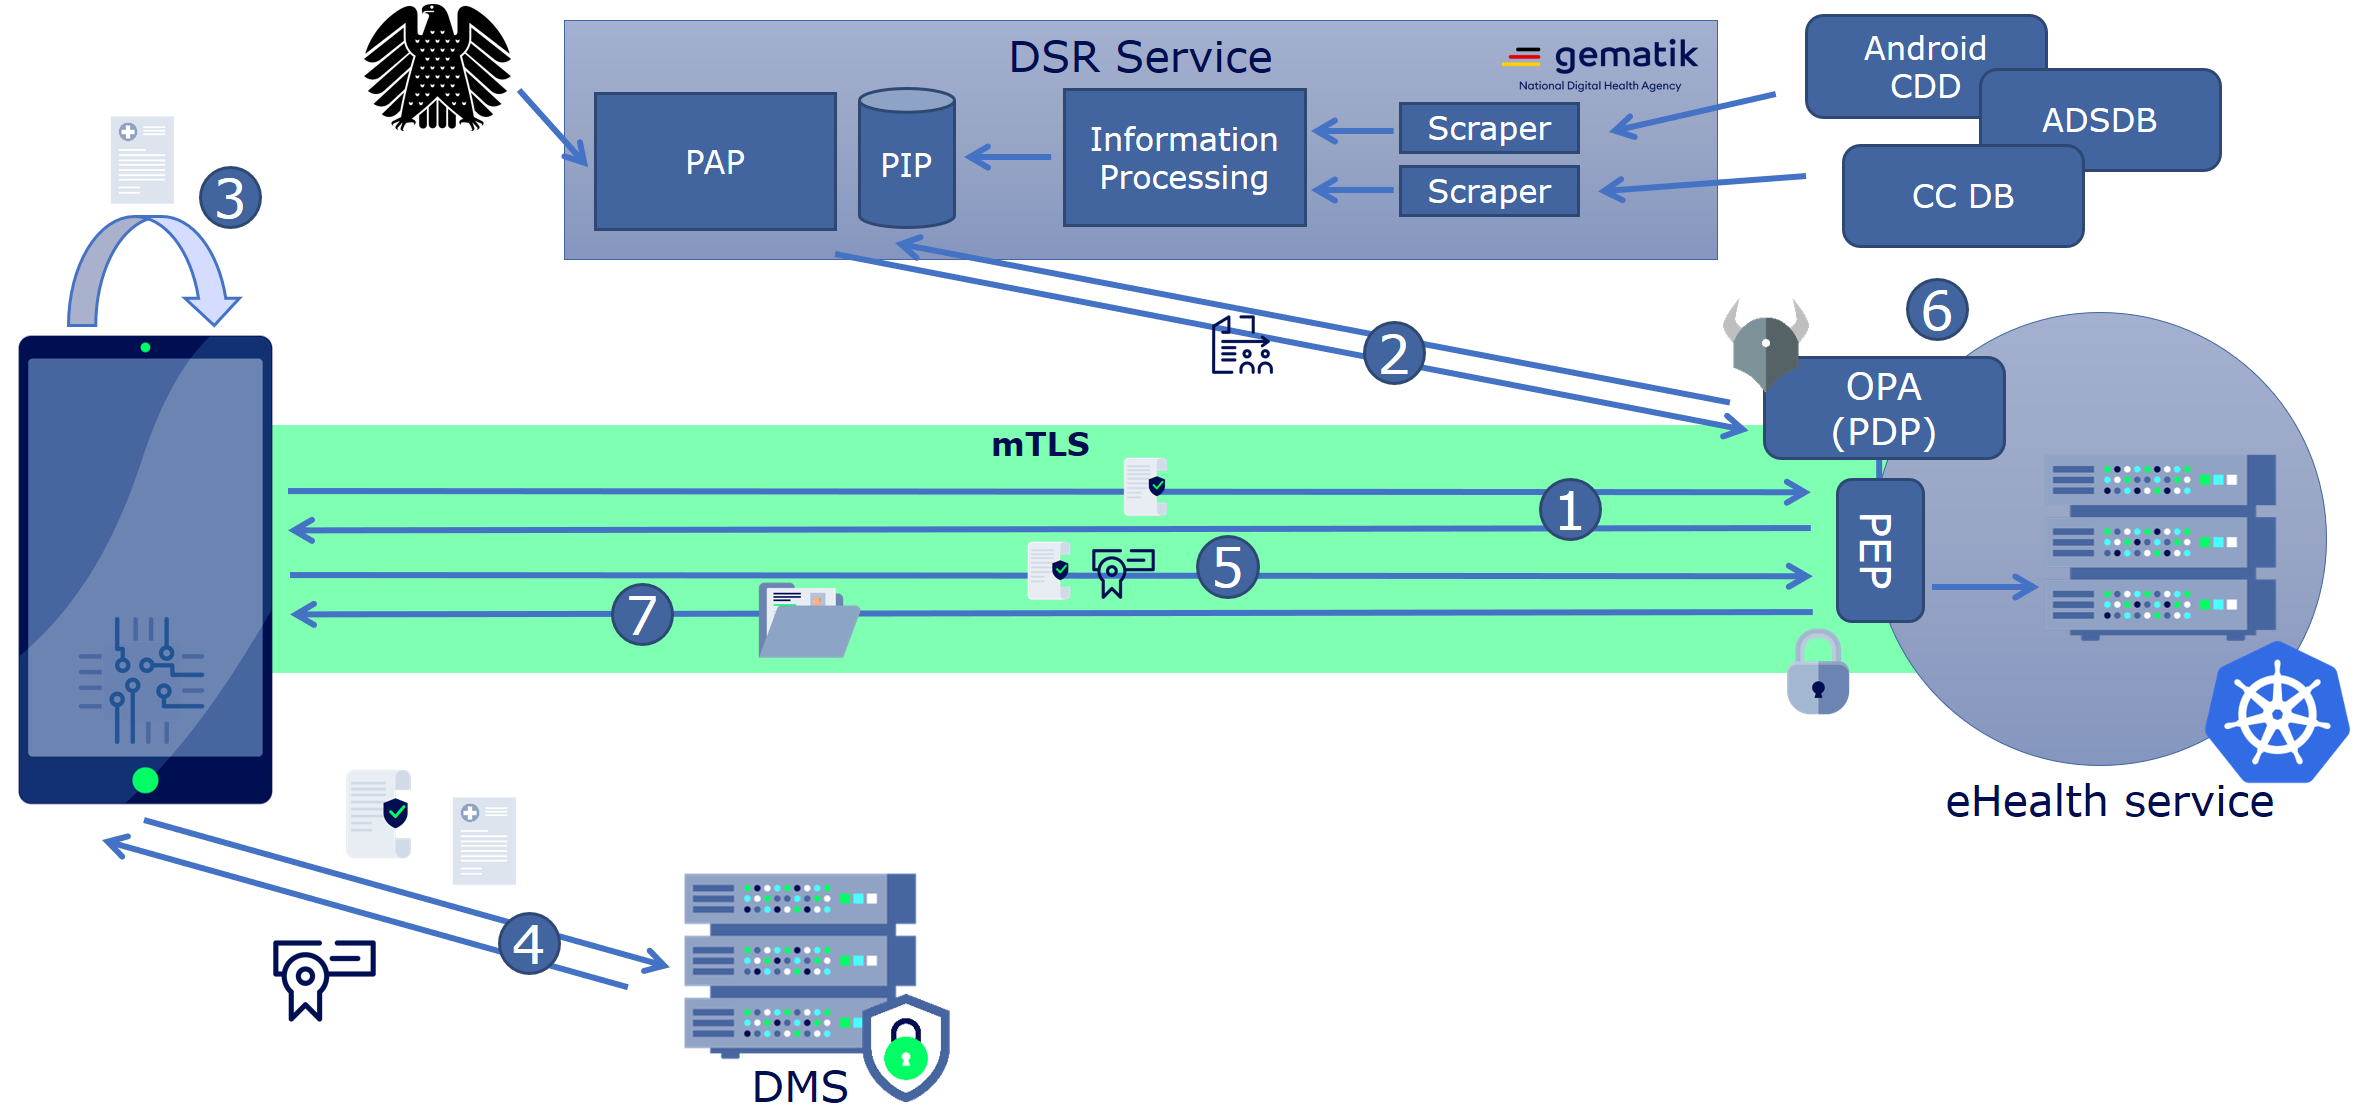 DSR Service
gematik
National Digital Health Agency
PAP
PIP
Information
Processing
Scraper
Scraper
Android
CDD
ADSDB
CC DB
3
2
6
OPA
(PDP)
mTLS
1
PEP
5
7
eHealth service
4
DMS